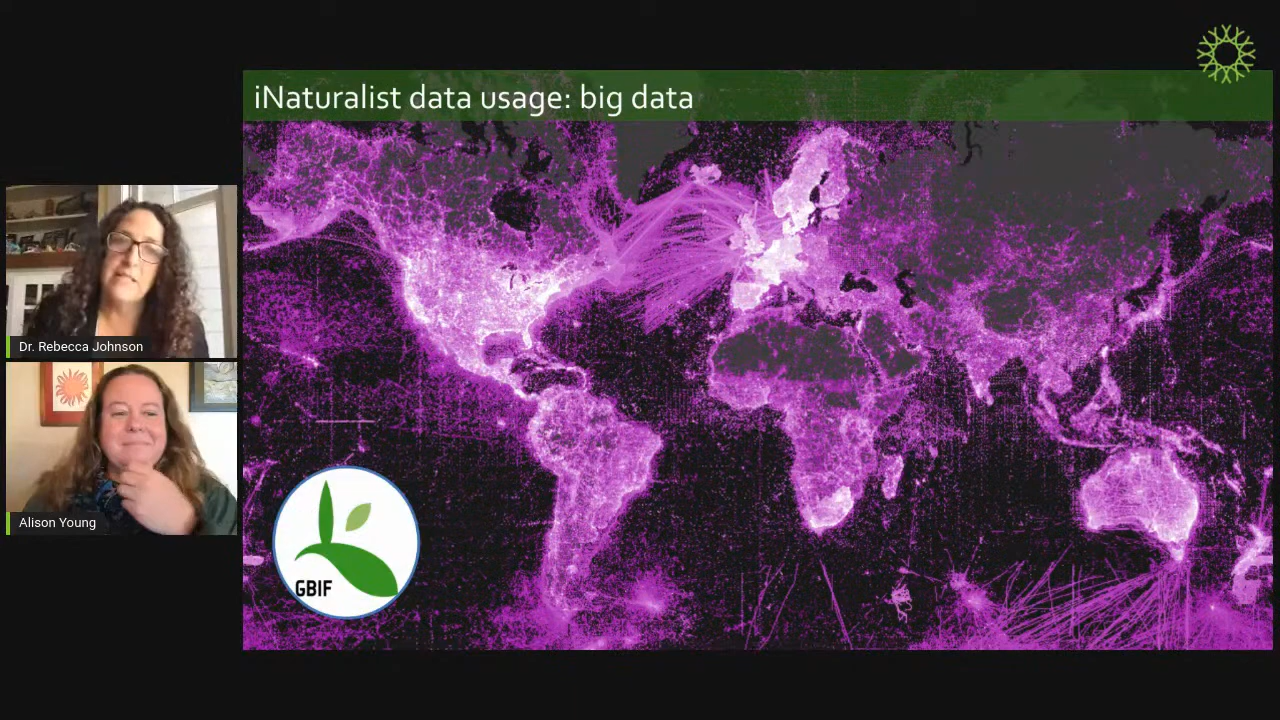 iNaturalist data usage: big data
Dr. Rebecca Johnson
Alison Young
GBIF